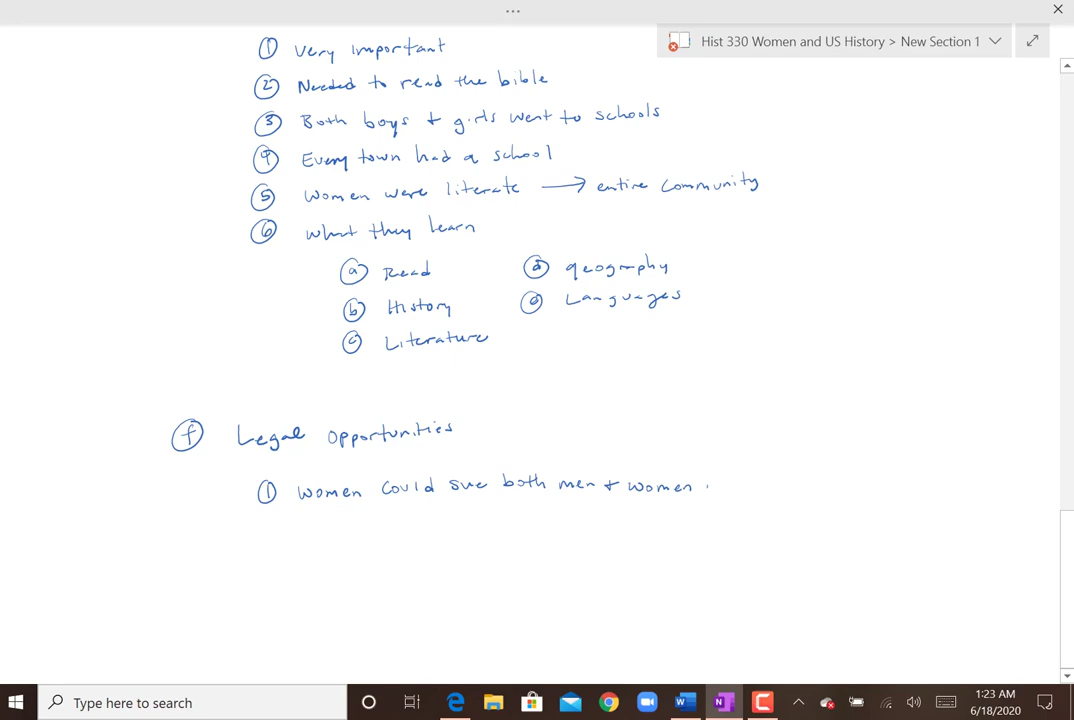 ...
Hist 330 Women and US History > New Section 1
① Very important
② Needed to read the bible
③ Both boys + girls went to schools
④ Every town had a school
⑤ Women were literate → entire community
⑥ What they learn
ⓐ Read ⓓ geography
ⓑ History ⓔ Languages
ⓒ Literature
ⓕ Legal Opportunities
① Women could sue both men + women
Type here to search
1:23 AM
6/18/2020